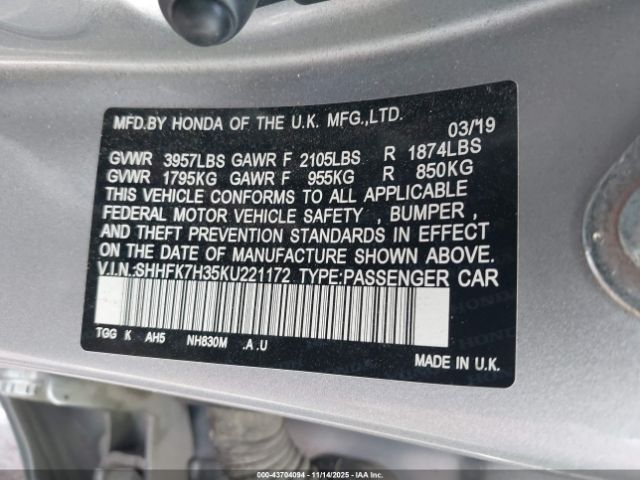 MFD.BY HONDA OF THE U.K. MFG.,LTD. 03/'19
GVWR 3957LBS GAWR F 2105LBS R 1874LBS
GVWR 1795KG GAWR F 955KG R 850KG
THIS VEHICLE CONFORMS TO ALL APPLICABLE
FEDERAL MOTOR VEHICLE SAFETY , BUMPER ,
AND THEFT PREVENTION STANDARDS IN EFFECT
ON THE DATE OF MANUFACTURE SHOWN ABOVE.
V.I.N.:SHHFK7H35KU221172 TYPE:PASSENGER CAR
TGG K AH5 NH830M .A .U
MADE IN U.K.
000-43704094 - 11/14/2025 - IAA Inc.